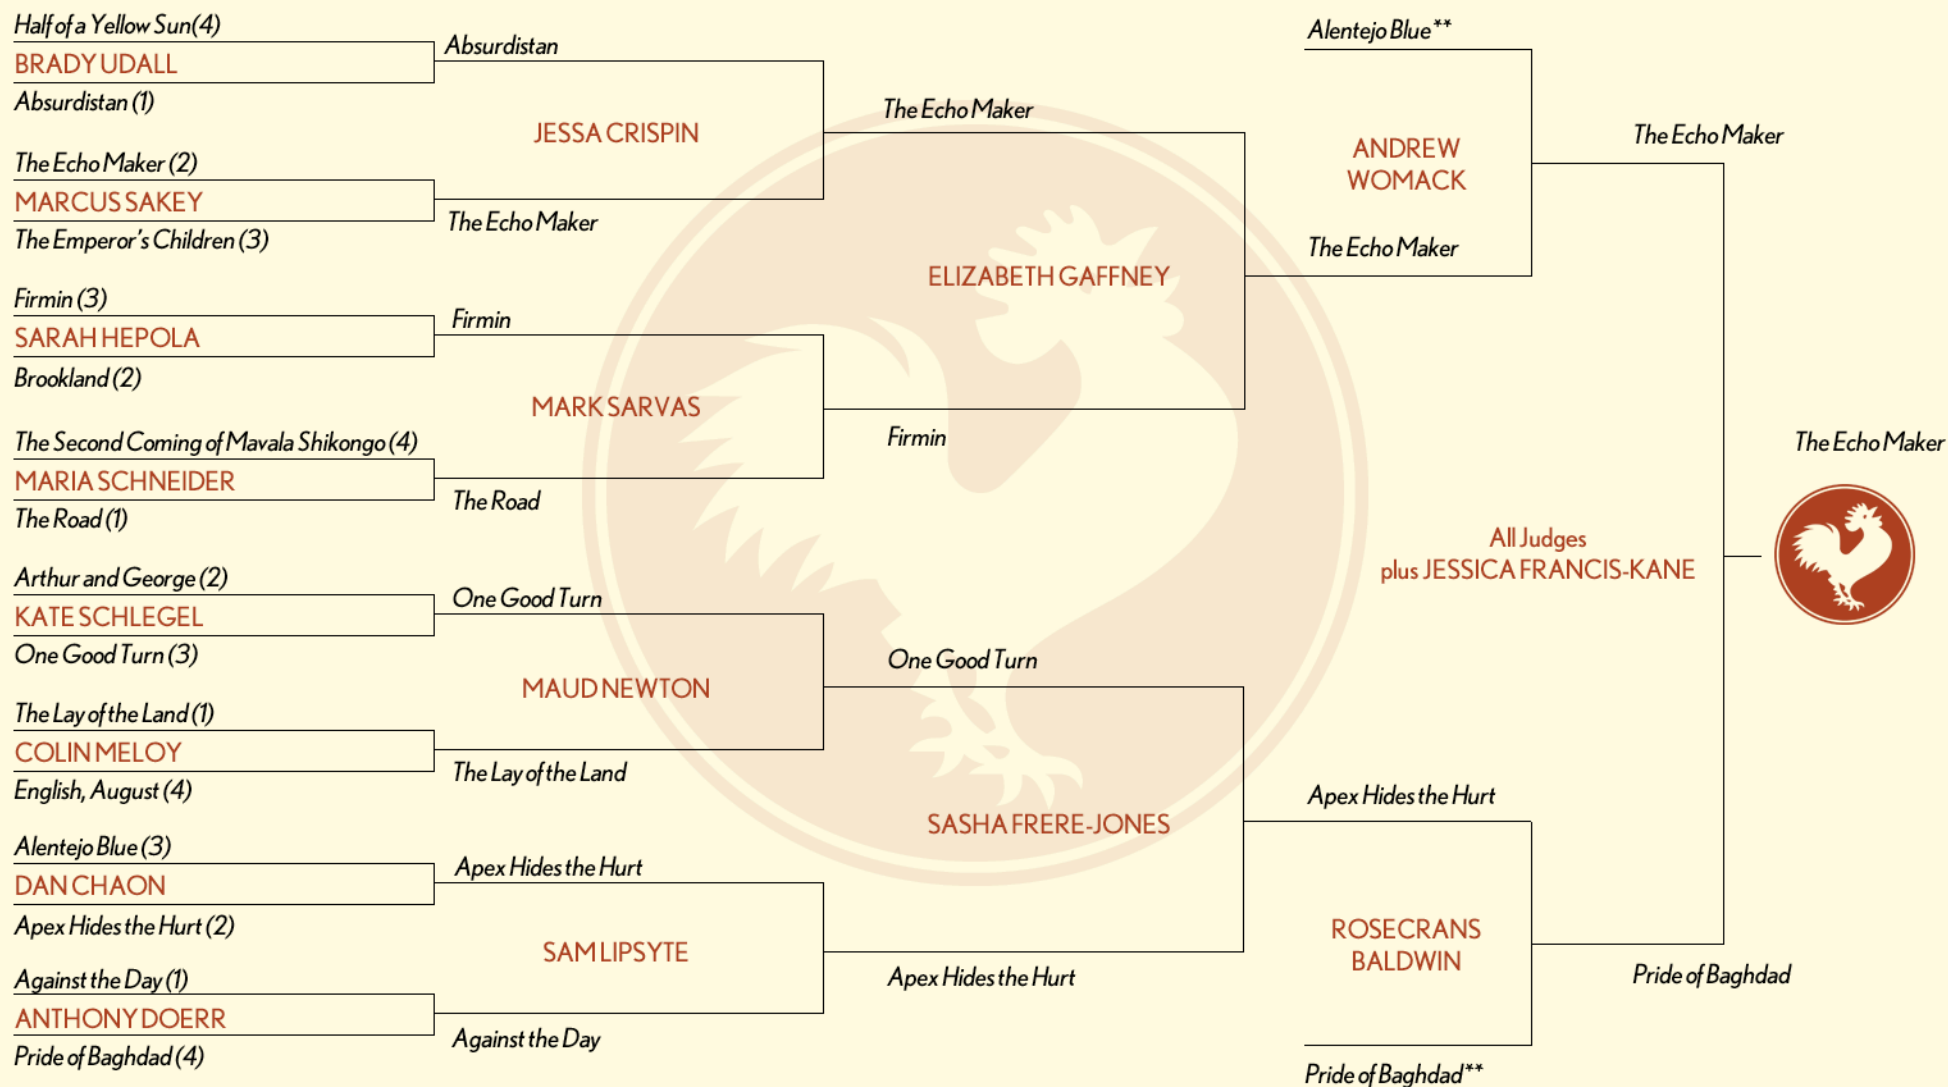 Half of a Yellow Sun(4)
BRADY UDALL
Absurdistan (1)
The Echo Maker (2)
MARCUS SAKEY
The Emperor's Children (3)
Firmin (3)
SARAH HEPOLA
Brookland (2)
The Second Coming of Mavala Shikongo (4)
MARIA SCHNEIDER
The Road (1)
Arthur and George (2)
KATE SCHLEGEL
One Good Turn (3)
The Lay of the Land (1)
COLIN MELOY
English, August (4)
Alentejo Blue (3)
DAN CHAON
Apex Hides the Hurt (2)
Against the Day (1)
ANTHONY DOERR
Pride of Baghdad (4)
Absurdistan
JESSA CRISPIN
The Echo Maker
Firmin
MARK SARVAS
The Road
One Good Turn
MAUD NEWTON
The Lay of the Land
Apex Hides the Hurt
SAM LIPSYTE
Against the Day
The Echo Maker
ELIZABETH GAFFNEY
Firmin
One Good Turn
SASHA FRERE-JONES
Apex Hides the Hurt
Alentejo Blue**
ANDREW
WOMACK
The Echo Maker
Apex Hides the Hurt
ROSECRANS
BALDWIN
Pride of Baghdad**
The Echo Maker
All Judges
plus JESSICA FRANCIS-KANE
Pride of Baghdad
The Echo Maker